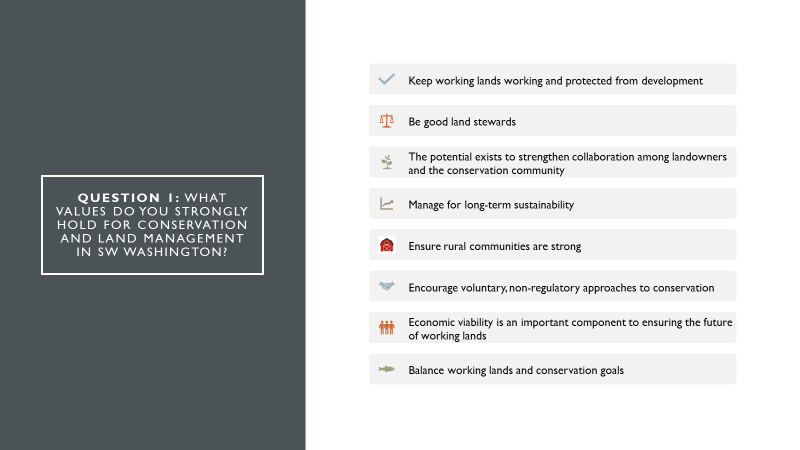 QUESTION 1: WHAT
VALUES DO YOU STRONGLY
HOLD FOR CONSERVATION
AND LAND MANAGEMENT
IN SW WASHINGTON?
Keep working lands working and protected from development
Be good land stewards
The potential exists to strengthen collaboration among landowners
and the conservation community
Manage for long-term sustainability
Ensure rural communities are strong
Encourage voluntary, non-regulatory approaches to conservation
Economic viability is an important component to ensuring the future
of working lands
Balance working lands and conservation goals